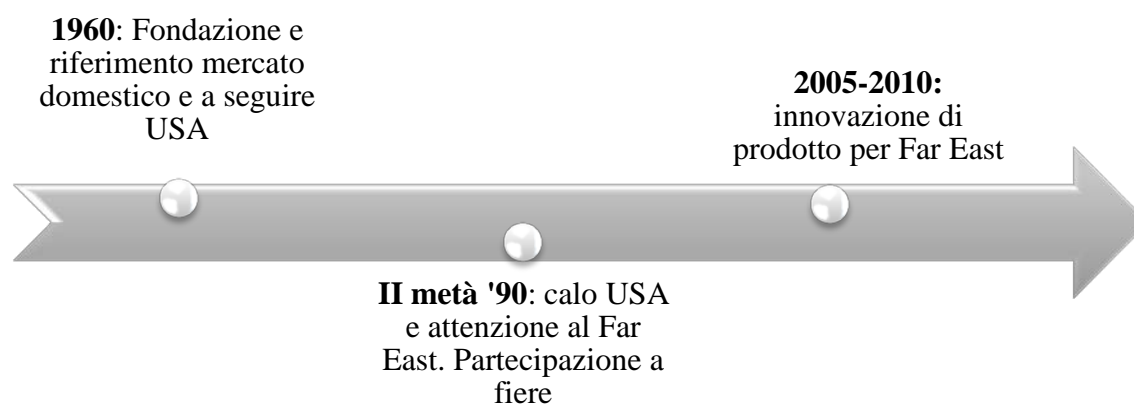 1960: Fondazione e
riferimento mercato
domestico e a seguire
USA
II metà '90: calo USA
e attenzione al Far
East. Partecipazione a
fiere
2005-2010:
innovazione di
prodotto per Far East